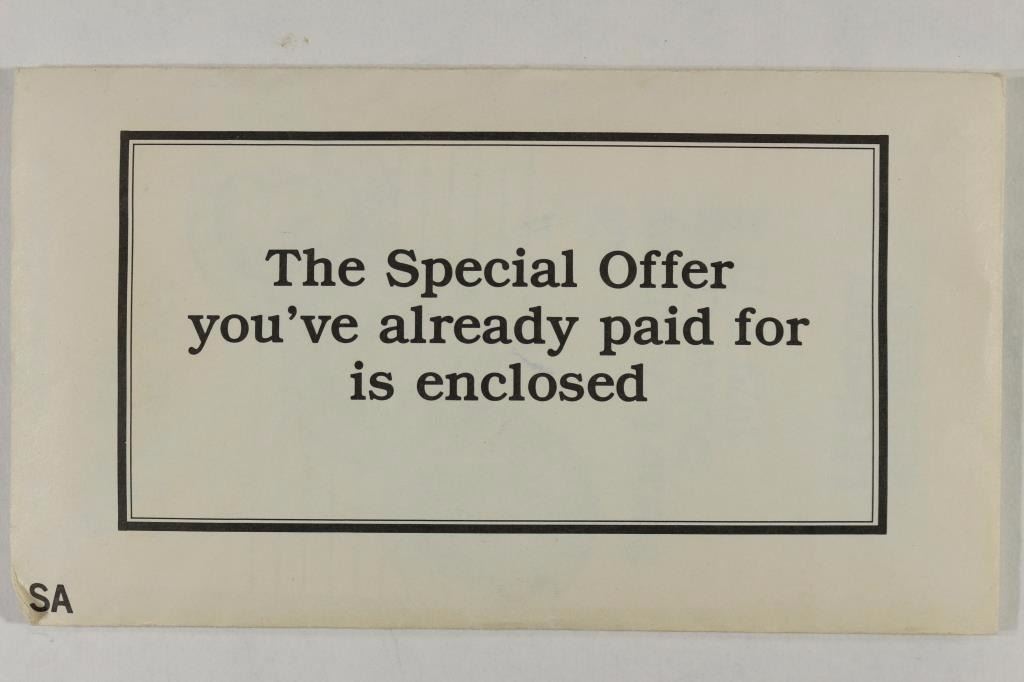 The Special Offer
you've already paid for
is enclosed
SA